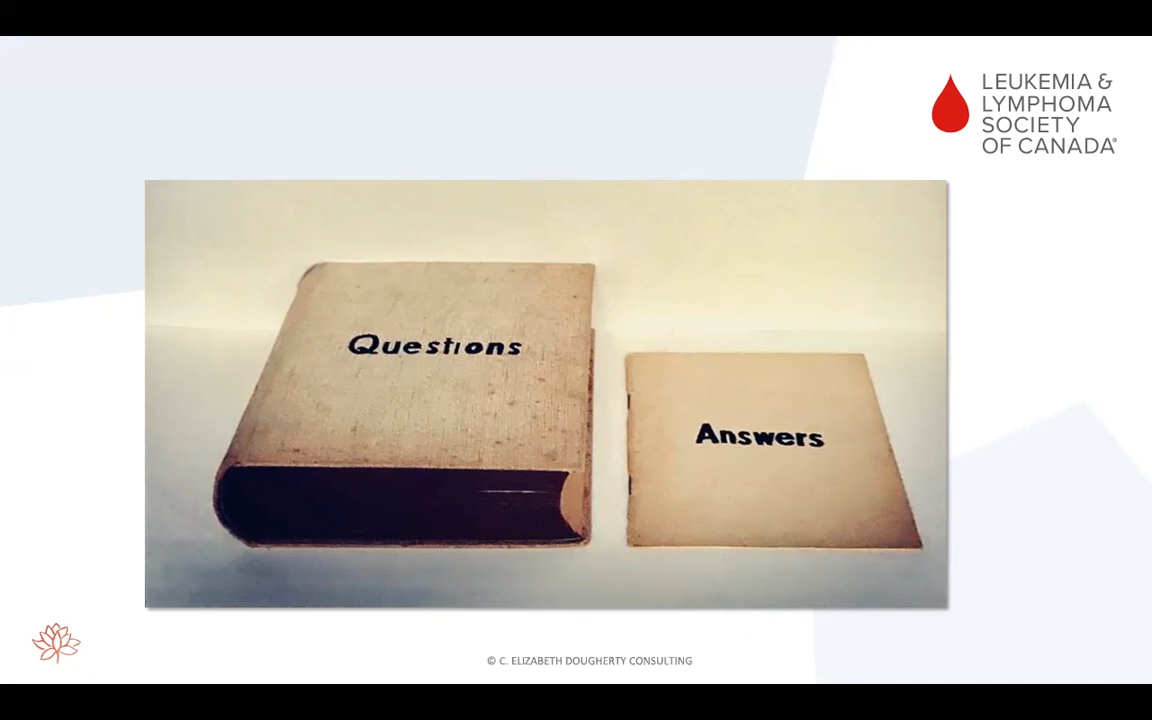 LEUKEMIA &
LYMPHOMA
SOCIETY
OF CANADA®
Questions
Answers
© C. ELIZABETH DOUGHERTY CONSULTING